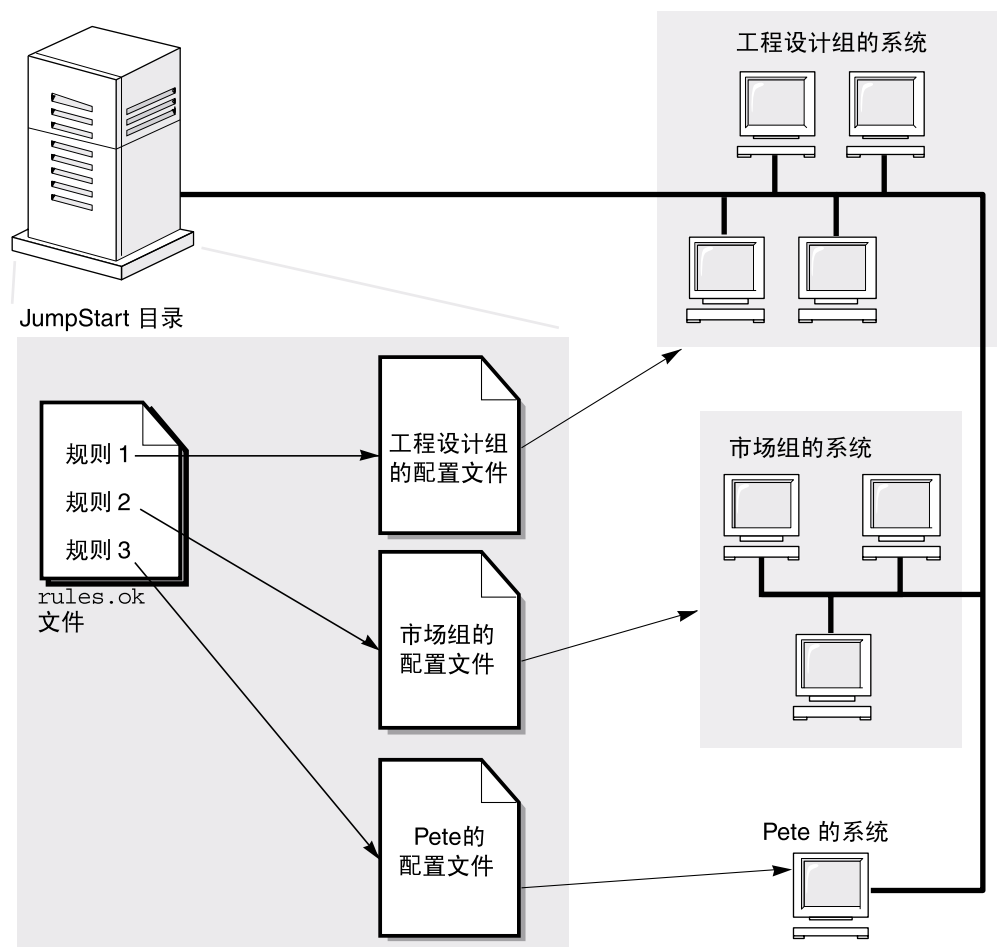 工程设计组的系统
JumpStart 目录
规则 1
规则 2
规则 3
rules.ok
文件
工程设计组
的配置文件
市场组的
配置文件
Pete的
配置文件
市场组的系统
Pete 的系统